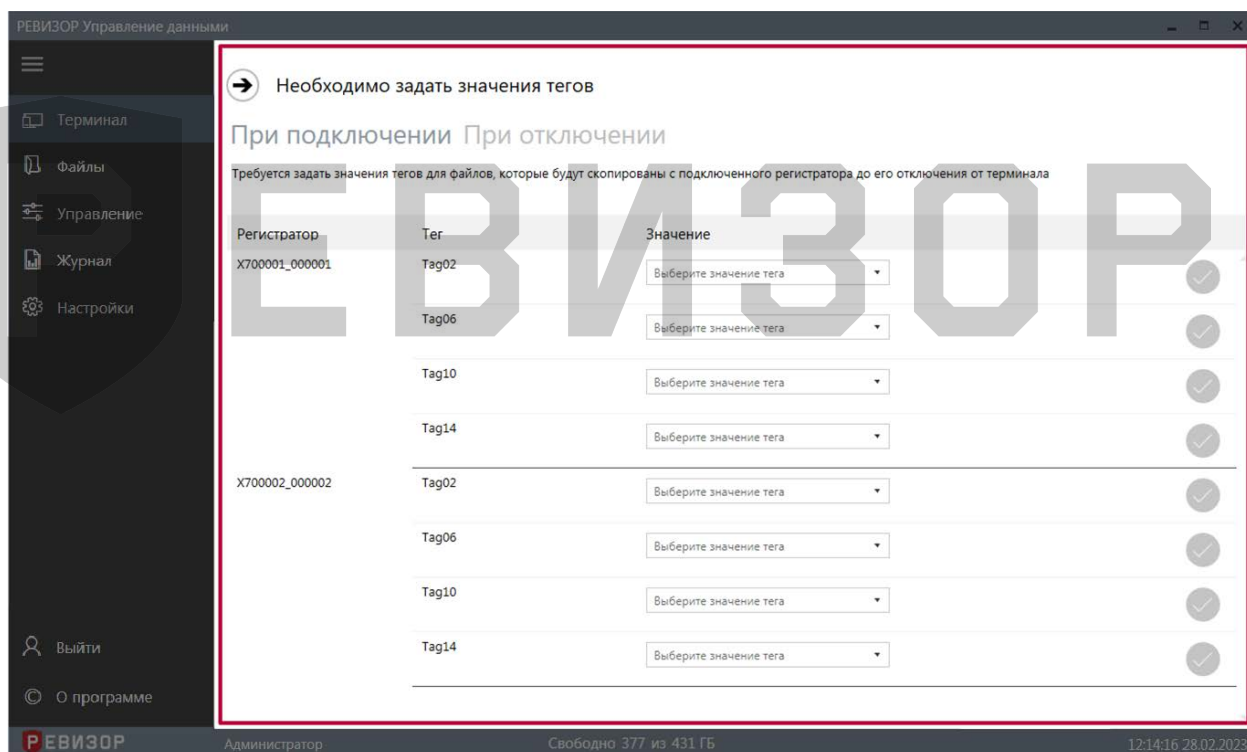 РЕВИЗОР Управление данными
Необходимо задать значения тегов
Терминал
При подключении При отключении
Файлы
Требуется задать значения тегов для файлов, которые будут скопированы с подключенного регистратора до его отключения от терминала
РЕВИЗОР
Управление
Регистратор Тег Значение
Журнал
X700001_000001 Tag02 Выберите значение тега
Настройки
Tag06 Выберите значение тега
Tag10 Выберите значение тега
Tag14 Выберите значение тега
X700002_000002 Tag02 Выберите значение тега
Tag06 Выберите значение тега
Tag10 Выберите значение тега
Tag14 Выберите значение тега
Выйти
О программе
РЕВИЗОР Администратор Свободно 377 из 431 ГБ 12:14:16 28.02.2023